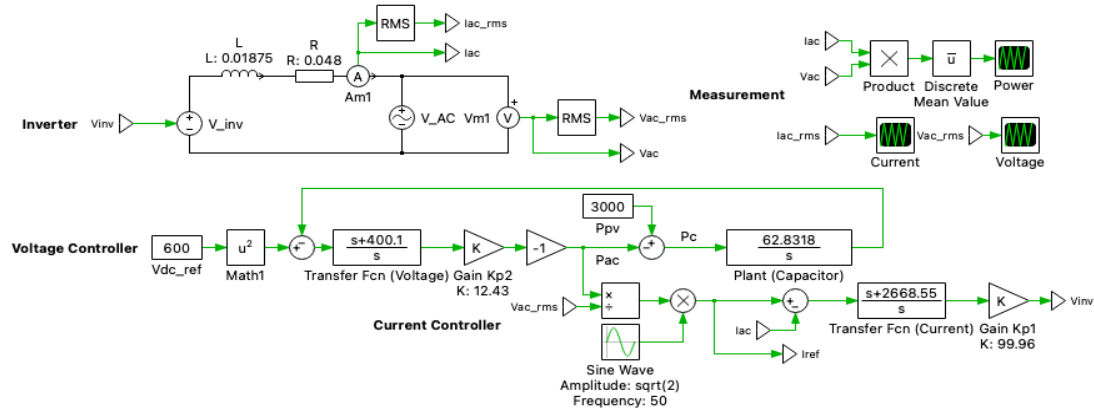 RMS
Iac_rms
Iac
L
L: 0.01875
R
R: 0.048
A
Am1
Inverter
Vinv
V_inv
V_AC
Vm1
V
RMS
Vac_rms
Vac
Iac
Vac
Product
u
Discrete
Mean Value
Power
Measurement
Iac_rms
Current
Vac_rms
Voltage
Voltage Controller
600
Vdc_ref
u²
Math1
s+400.1
s
Transfer Fcn (Voltage)
K
Gain Kp2
K: 12.43
-1
3000
Ppv
Pac
Pc
62.8318
s
Plant (Capacitor)
Current Controller
Vac_rms
×
÷
Sine Wave
Amplitude: sqrt(2)
Frequency: 50
Iac
Iref
s+2668.55
s
Transfer Fcn (Current)
K
Gain Kp1
K: 99.96
Vinv